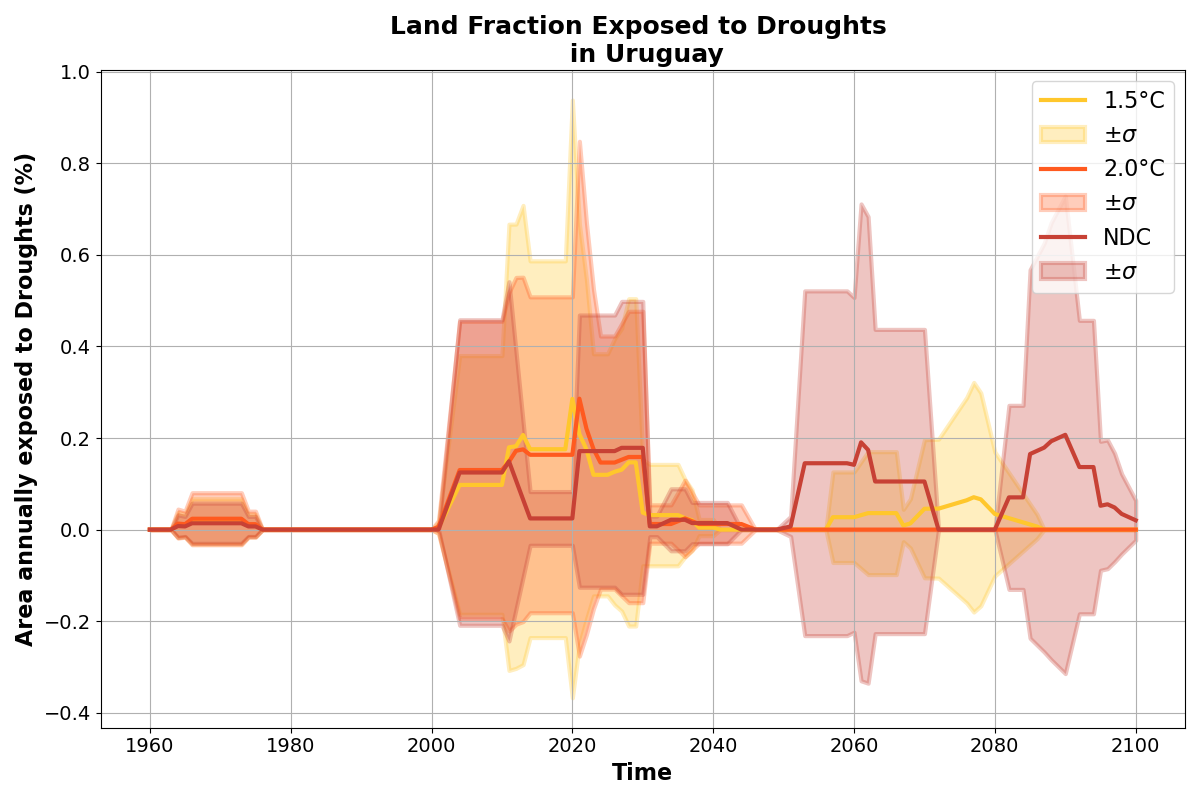 Land Fraction Exposed to Droughts
in Uruguay
Area annually exposed to Droughts (%)
1.0
0.8
0.6
0.4
0.2
0.0
−0.2
−0.4
1.5°C
±σ
2.0°C
±σ
NDC
±σ
1960
1980
2000
2020
2040
2060
2080
2100
Time